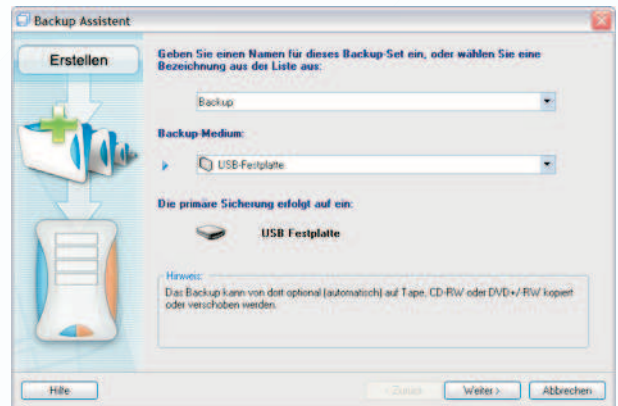 Backup Assistent
Erstellen
Geben Sie einen Namen für dieses Backup-Set ein, oder wählen Sie eine
Bezeichnung aus der Liste aus:
Backup
Backup-Medium:
USB-Festplatte
Die primäre Sicherung erfolgt auf ein:
USB Festplatte
Hinweis:
Das Backup kann von dort optional (automatisch) auf Tape, CD-RW oder DVD+/-RW kopiert
oder verschoben werden.
Hilfe
< Zurück
Weiter >
Abbrechen